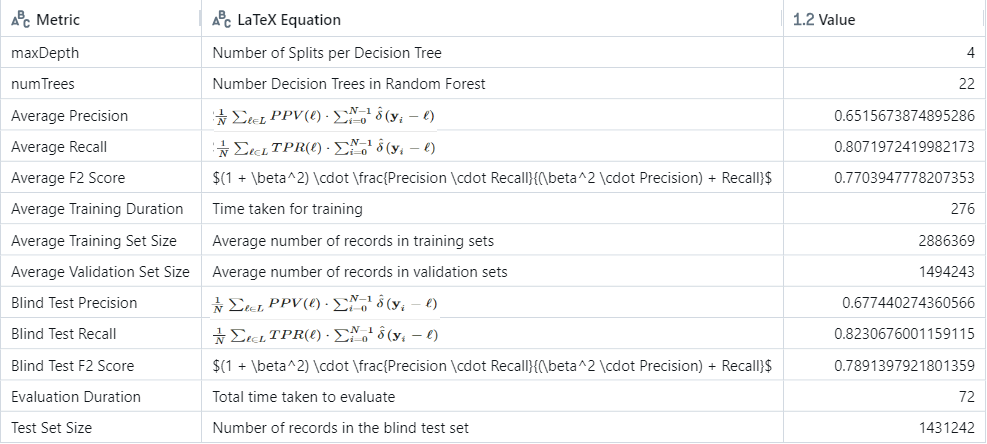 ABC Metric ABC LaTeX Equation 1.2 Value
maxDepth Number of Splits per Decision Tree 4
numTrees Number Decision Trees in Random Forest 22
Average Precision \frac{1}{N} \sum_{\ell \in L} PPV(\ell) \cdot \sum_{i=0}^{N-1} \hat{\delta}(\mathbf{y}_i - \ell) 0.6515673874895286
Average Recall \frac{1}{N} \sum_{\ell \in L} TPR(\ell) \cdot \sum_{i=0}^{N-1} \hat{\delta}(\mathbf{y}_i - \ell) 0.8071972419982173
Average F2 Score $(1 + \beta^2) \cdot \frac{Precision \cdot Recall}{(\beta^2 \cdot Precision) + Recall}$ 0.7703947778207353
Average Training Duration Time taken for training 276
Average Training Set Size Average number of records in training sets 2886369
Average Validation Set Size Average number of records in validation sets 1494243
Blind Test Precision \frac{1}{N} \sum_{\ell \in L} PPV(\ell) \cdot \sum_{i=0}^{N-1} \hat{\delta}(\mathbf{y}_i - \ell) 0.677440274360566
Blind Test Recall \frac{1}{N} \sum_{\ell \in L} TPR(\ell) \cdot \sum_{i=0}^{N-1} \hat{\delta}(\mathbf{y}_i - \ell) 0.8230676001159115
Blind Test F2 Score $(1 + \beta^2) \cdot \frac{Precision \cdot Recall}{(\beta^2 \cdot Precision) + Recall}$ 0.7891397921801359
Evaluation Duration Total time taken to evaluate 72
Test Set Size Number of records in the blind test set 1431242